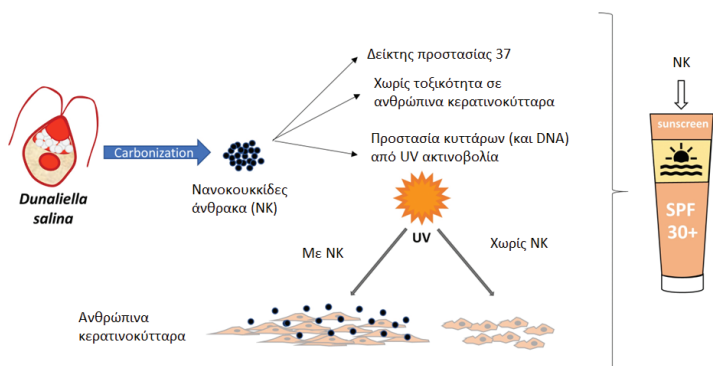 Δείκτης προστασίας 37
Χωρίς τοξικότητα σε
ανθρώπινα κερατινοκύτταρα
Προστασία κυττάρων (και DNA)
από UV ακτινοβολία
Carbonization
Dunaliella
salina
Νανοκουκκίδες
άνθρακα (ΝΚ)
UV
Με ΝΚ
Χωρίς ΝΚ
Ανθρώπινα
κερατινοκύτταρα
ΝΚ
sunscreen
SPF
30+